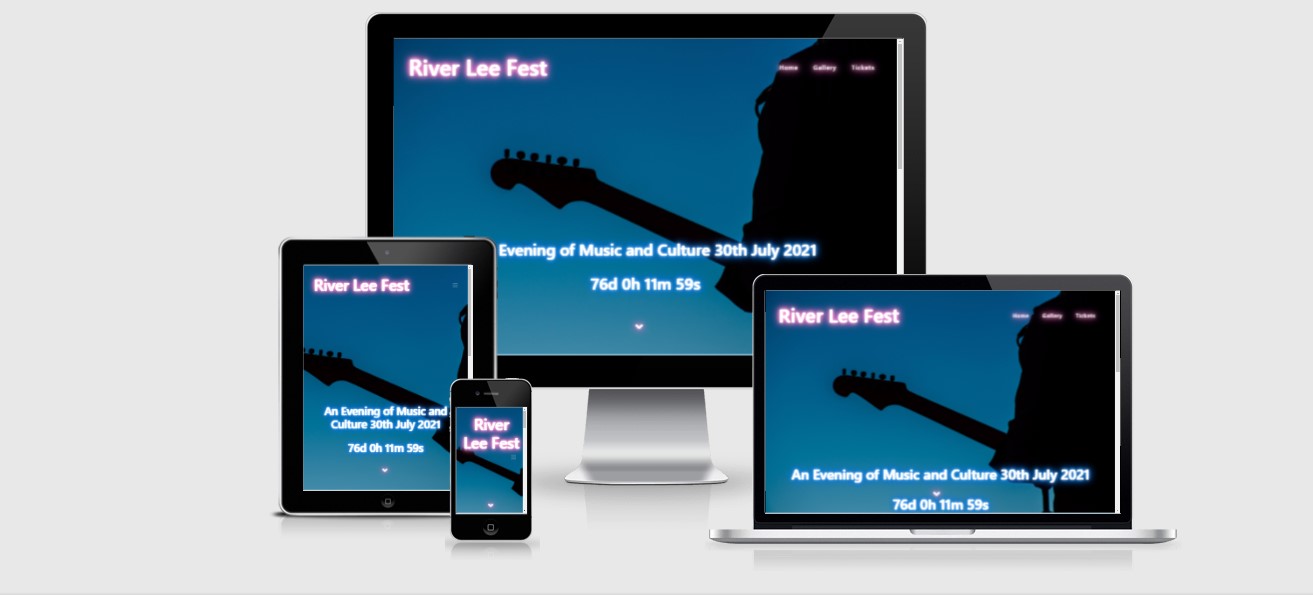 River Lee Fest
Home Gallery Tickets
Evening of Music and Culture 30th July 2021
76d 0h 11m 59s
River Lee Fest
An Evening of Music and
Culture 30th July 2021
76d 0h 11m 59s
River
Lee Fest
River Lee Fest
Home Gallery Tickets
An Evening of Music and Culture 30th July 2021
76d 0h 11m 59s